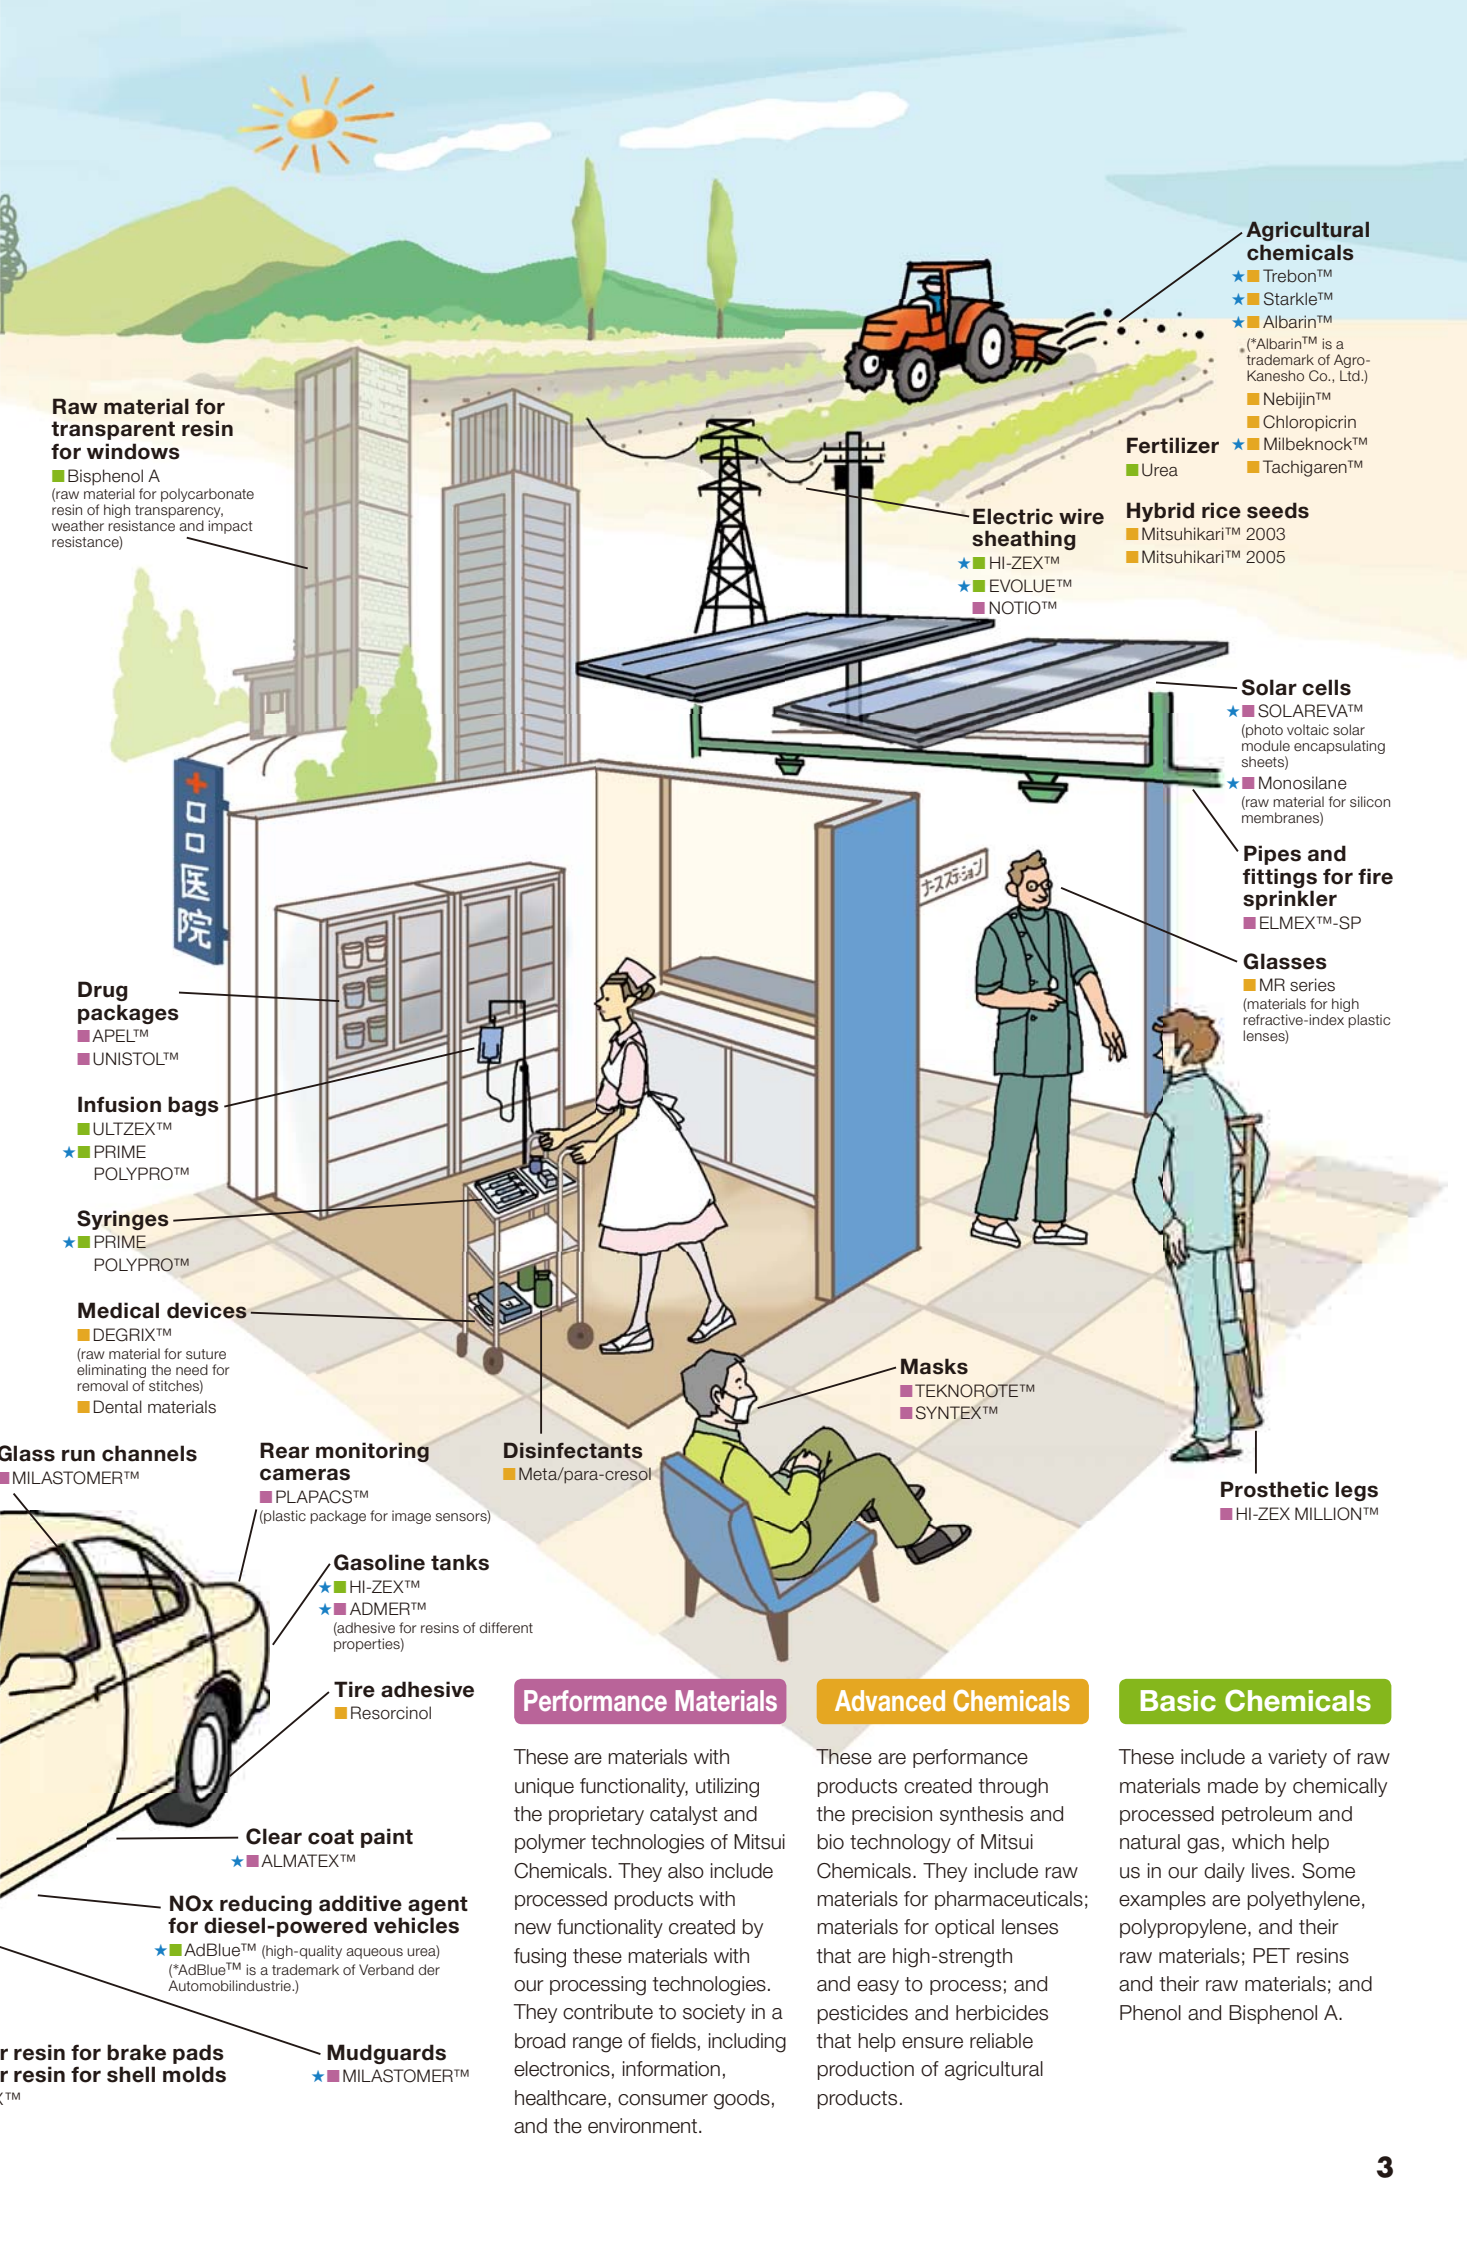 Agricultural
chemicals
★■Trebon™
★■Starkle™
★■Albarin™
(*Albarin™ is a
trademark of Agro-
Kanesho Co., Ltd.)
■Nebijin™
■Chloropicrin
★■Milbeknock™
■Tachigaren™
Fertilizer
■Urea
Hybrid rice seeds
■Mitsuhikari™ 2003
■Mitsuhikari™ 2005
Raw material for
transparent resin
for windows
■Bisphenol A
(raw material for polycarbonate
resin of high transparency,
weather resistance and impact
resistance)
Electric wire
sheathing
★■HI-ZEX™
★■EVOLUE™
■NOTIO™
Solar cells
★■SOLAREVA™
(photo voltaic solar
module encapsulating
sheets)
★■Monosilane
(raw material for silicon
membranes)
Pipes and
fittings for fire
sprinkler
■ELMEX™-SP
Glasses
■MR series
(materials for high
refractive-index plastic
lenses)
口口医院
ナースステーション
Drug
packages
■APEL™
■UNISTOL™
Infusion bags
■ULTZEX™
★■PRIME
POLYPRO™
Syringes
★■PRIME
POLYPRO™
Medical devices
■DEGRIX™
(raw material for suture
eliminating the need for
removal of stitches)
■Dental materials
Masks
■TEKNOROTE™
■SYNTEX™
Disinfectants
■Meta/para-cresol
Prosthetic legs
■HI-ZEX MILLION™
Glass run channels
■MILASTOMER™
Rear monitoring
cameras
■PLAPACS™
(plastic package for image sensors)
Gasoline tanks
★■HI-ZEX™
★■ADMER™
(adhesive for resins of different
properties)
Tire adhesive
■Resorcinol
Clear coat paint
★■ALMATEX™
NOx reducing additive agent
for diesel-powered vehicles
★■AdBlue™ (high-quality aqueous urea)
(*AdBlue™ is a trademark of Verband der
Automobilindustrie.)
r resin for brake pads
r resin for shell molds
X™
Mudguards
★■MILASTOMER™
Performance Materials
These are materials with
unique functionality, utilizing
the proprietary catalyst and
polymer technologies of Mitsui
Chemicals. They also include
processed products with
new functionality created by
fusing these materials with
our processing technologies.
They contribute to society in a
broad range of fields, including
electronics, information,
healthcare, consumer goods,
and the environment.
Advanced Chemicals
These are performance
products created through
the precision synthesis and
bio technology of Mitsui
Chemicals. They include raw
materials for pharmaceuticals;
materials for optical lenses
that are high-strength
and easy to process; and
pesticides and herbicides
that help ensure reliable
production of agricultural
products.
Basic Chemicals
These include a variety of raw
materials made by chemically
processed petroleum and
natural gas, which help
us in our daily lives. Some
examples are polyethylene,
polypropylene, and their
raw materials; PET resins
and their raw materials; and
Phenol and Bisphenol A.
3